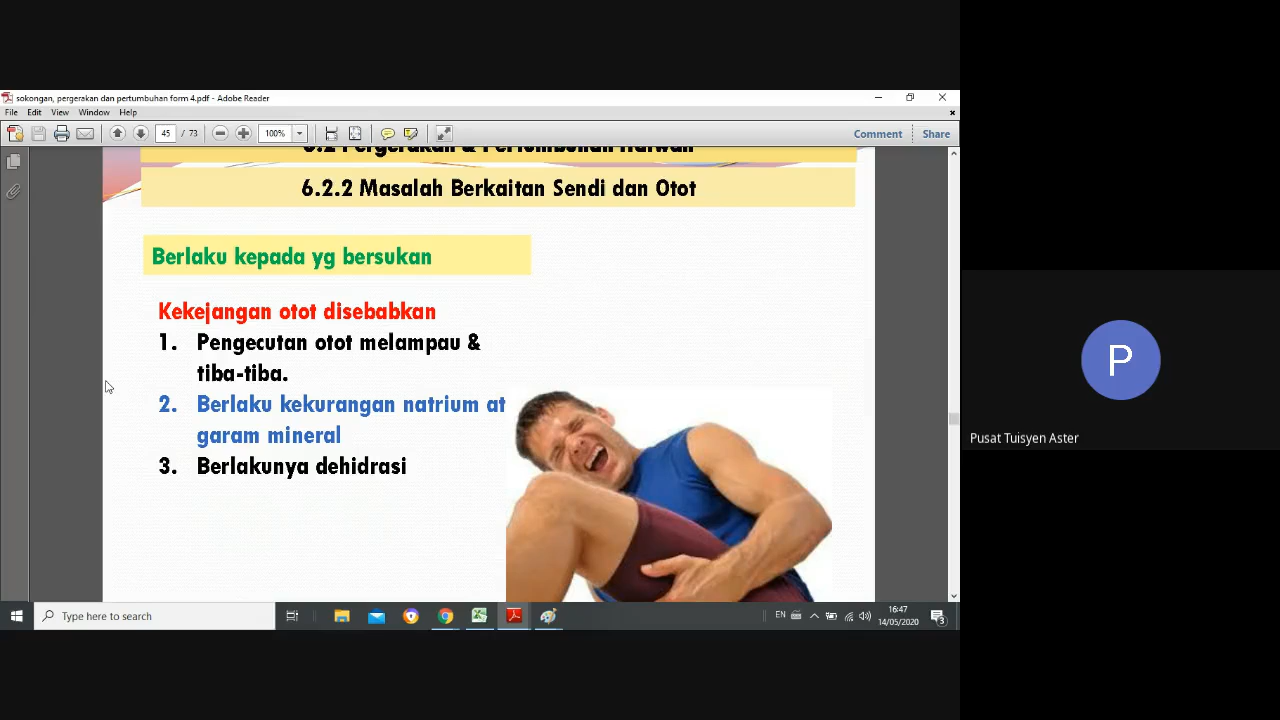 sokongan, pergerakan dan pertumbuhan form 4.pdf - Adobe Reader
File Edit View Window Help
45 / 73 100% Comment Share
6.2.2 Masalah Berkaitan Sendi dan Otot
Berlaku kepada yg bersukan
Kekejangan otot disebabkan
1. Pengecutan otot melampau &
tiba-tiba.
2. Berlaku kekurangan natrium at
garam mineral
3. Berlakunya dehidrasi
P
Pusat Tuisyen Aster
Type here to search
EN
16:47
14/05/2020
3